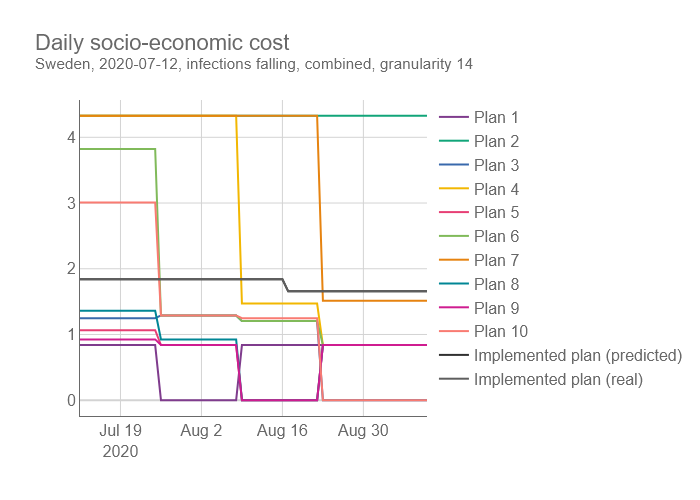 Daily socio-economic cost
Sweden, 2020-07-12, infections falling, combined, granularity 14
4
3
2
1
0
Jul 19
2020
Aug 2
Aug 16
Aug 30
Plan 1
Plan 2
Plan 3
Plan 4
Plan 5
Plan 6
Plan 7
Plan 8
Plan 9
Plan 10
Implemented plan (predicted)
Implemented plan (real)